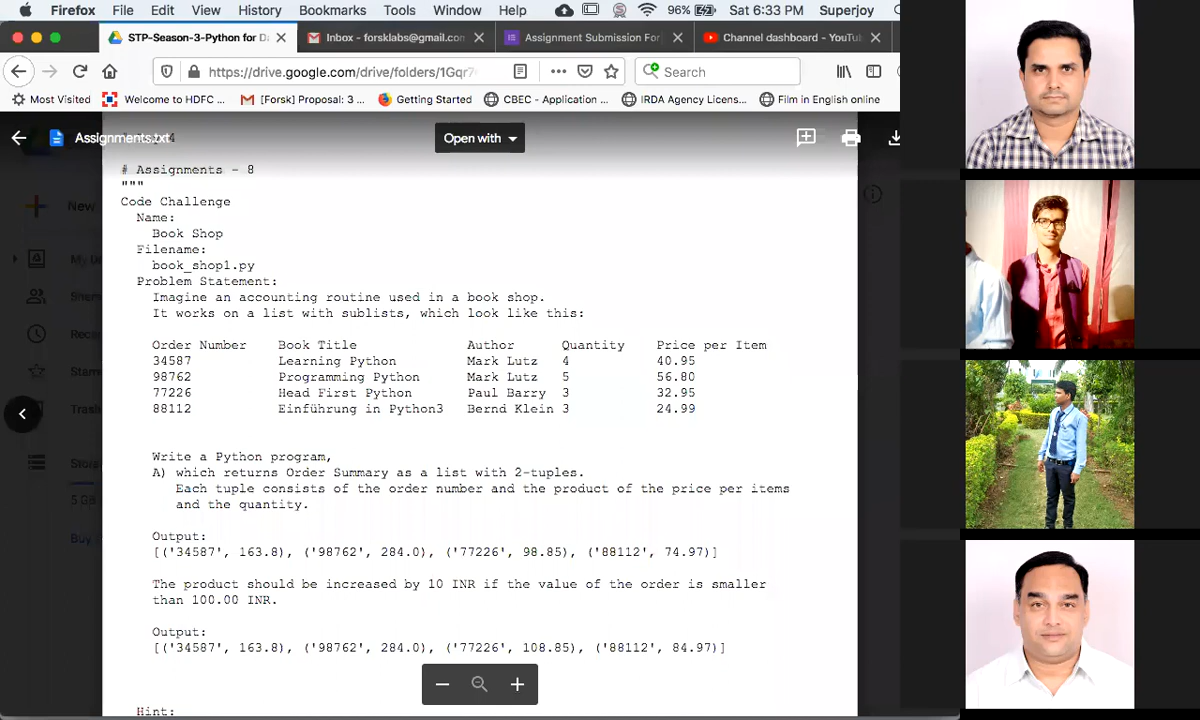 Firefox File Edit View History Bookmarks Tools Window Help 96% Sat 6:33 PM Superjoy
STP-Season-3-Python for Da Inbox - forsklabs@gmail.con Assignment Submission For Channel dashboard - YouTu
https://drive.google.com/drive/folders/1Gqr7 Search
Most Visited Welcome to HDFC ... [Forsk] Proposal: 3 ... Getting Started CBEC - Application ... IRDA Agency Licens... Film in English online
Assignments.txt Open with
New
# Assignments - 8
"""
Code Challenge
Name:
Book Shop
Filename:
book_shop1.py
Problem Statement:
Imagine an accounting routine used in a book shop.
It works on a list with sublists, which look like this:
Order Number Book Title Author Quantity Price per Item
34587 Learning Python Mark Lutz 4 40.95
98762 Programming Python Mark Lutz 5 56.80
77226 Head First Python Paul Barry 3 32.95
88112 Einführung in Python3 Bernd Klein 3 24.99
Write a Python program,
A) which returns Order Summary as a list with 2-tuples.
Each tuple consists of the order number and the product of the price per items
and the quantity.
Output:
[('34587', 163.8), ('98762', 284.0), ('77226', 98.85), ('88112', 74.97)]
The product should be increased by 10 INR if the value of the order is smaller
than 100.00 INR.
Output:
[('34587', 163.8), ('98762', 284.0), ('77226', 108.85), ('88112', 84.97)]
Hint: